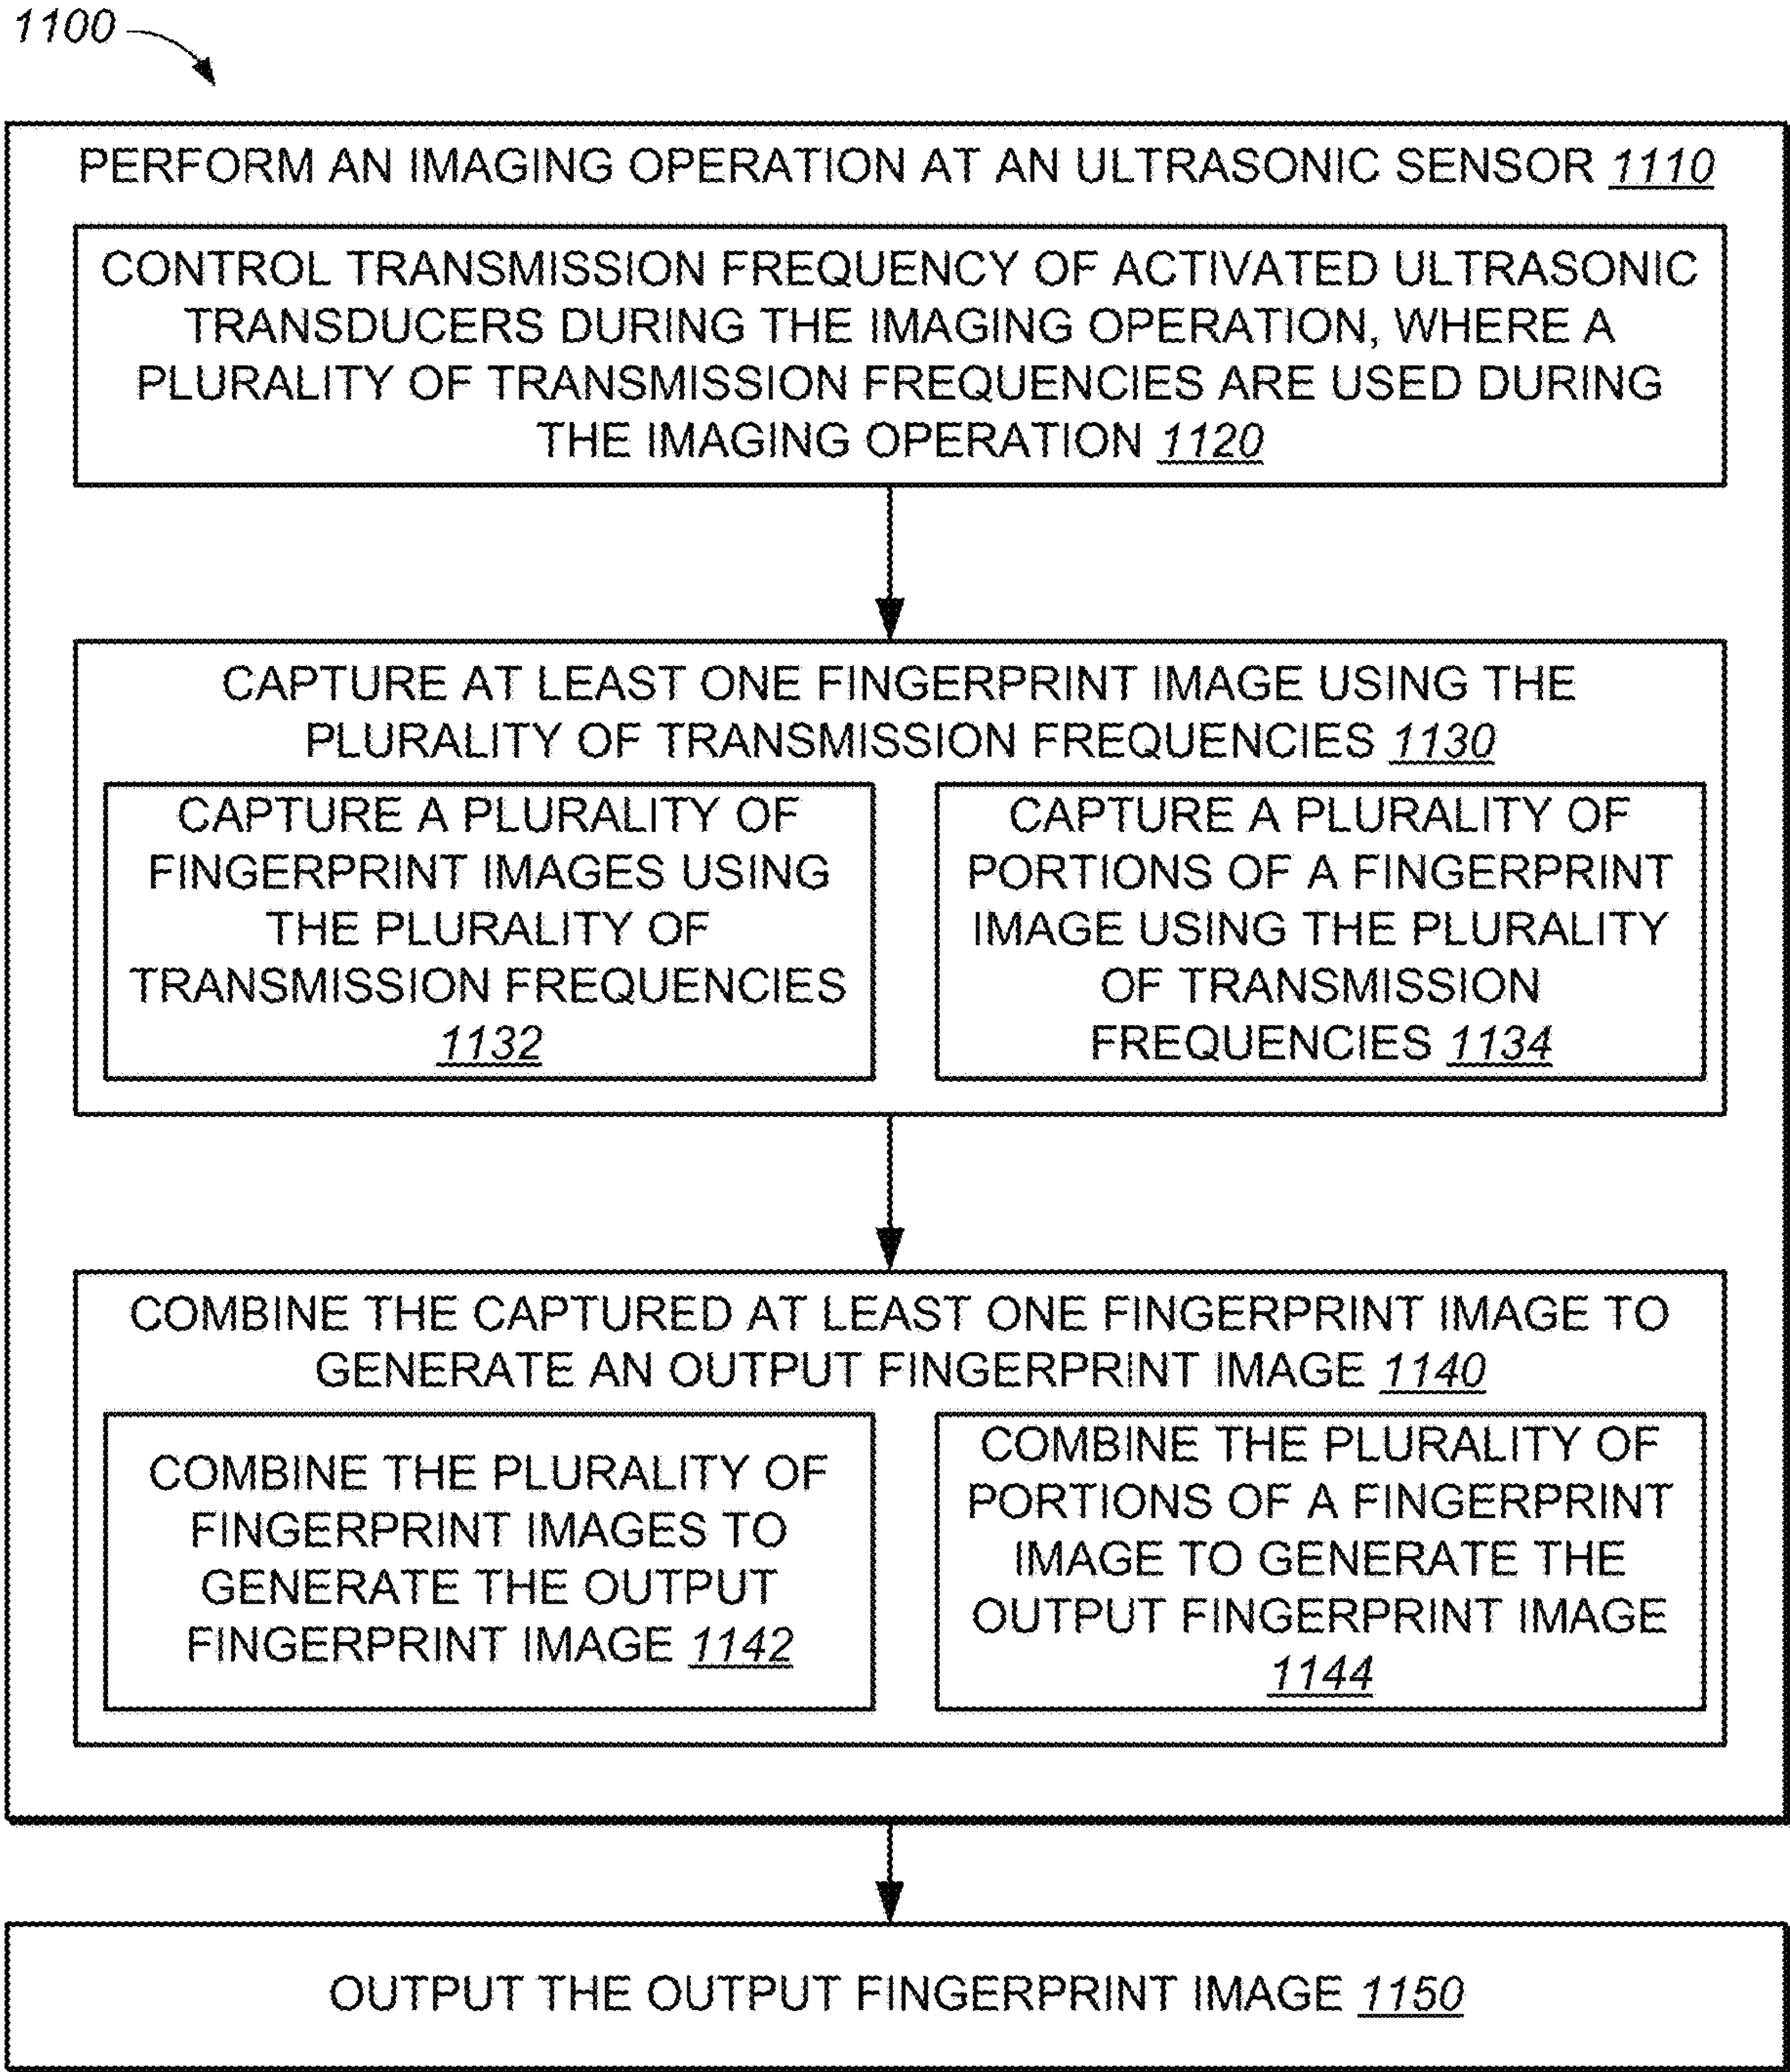 1100
PERFORM AN IMAGING OPERATION AT AN ULTRASONIC SENSOR 1110
CONTROL TRANSMISSION FREQUENCY OF ACTIVATED ULTRASONIC
TRANSDUCERS DURING THE IMAGING OPERATION, WHERE A
PLURALITY OF TRANSMISSION FREQUENCIES ARE USED DURING
THE IMAGING OPERATION 1120
CAPTURE AT LEAST ONE FINGERPRINT IMAGE USING THE
PLURALITY OF TRANSMISSION FREQUENCIES 1130
CAPTURE A PLURALITY OF
FINGERPRINT IMAGES USING
THE PLURALITY OF
TRANSMISSION FREQUENCIES
1132
CAPTURE A PLURALITY OF
PORTIONS OF A FINGERPRINT
IMAGE USING THE PLURALITY
OF TRANSMISSION
FREQUENCIES 1134
COMBINE THE CAPTURED AT LEAST ONE FINGERPRINT IMAGE TO
GENERATE AN OUTPUT FINGERPRINT IMAGE 1140
COMBINE THE PLURALITY OF
FINGERPRINT IMAGES TO
GENERATE THE OUTPUT
FINGERPRINT IMAGE 1142
COMBINE THE PLURALITY OF
PORTIONS OF A FINGERPRINT
IMAGE TO GENERATE THE
OUTPUT FINGERPRINT IMAGE
1144
OUTPUT THE OUTPUT FINGERPRINT IMAGE 1150